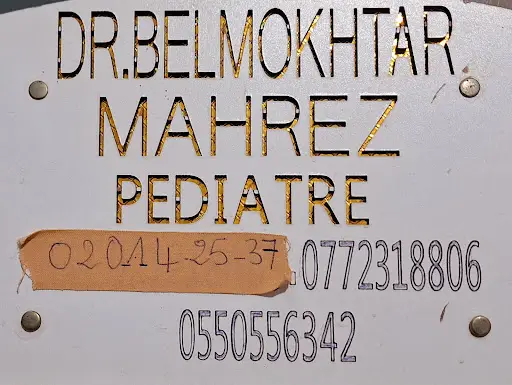 DR.BELMOKHTAR
MAHREZ
PEDIATRE
02014-25-37.0772318806
0550556342